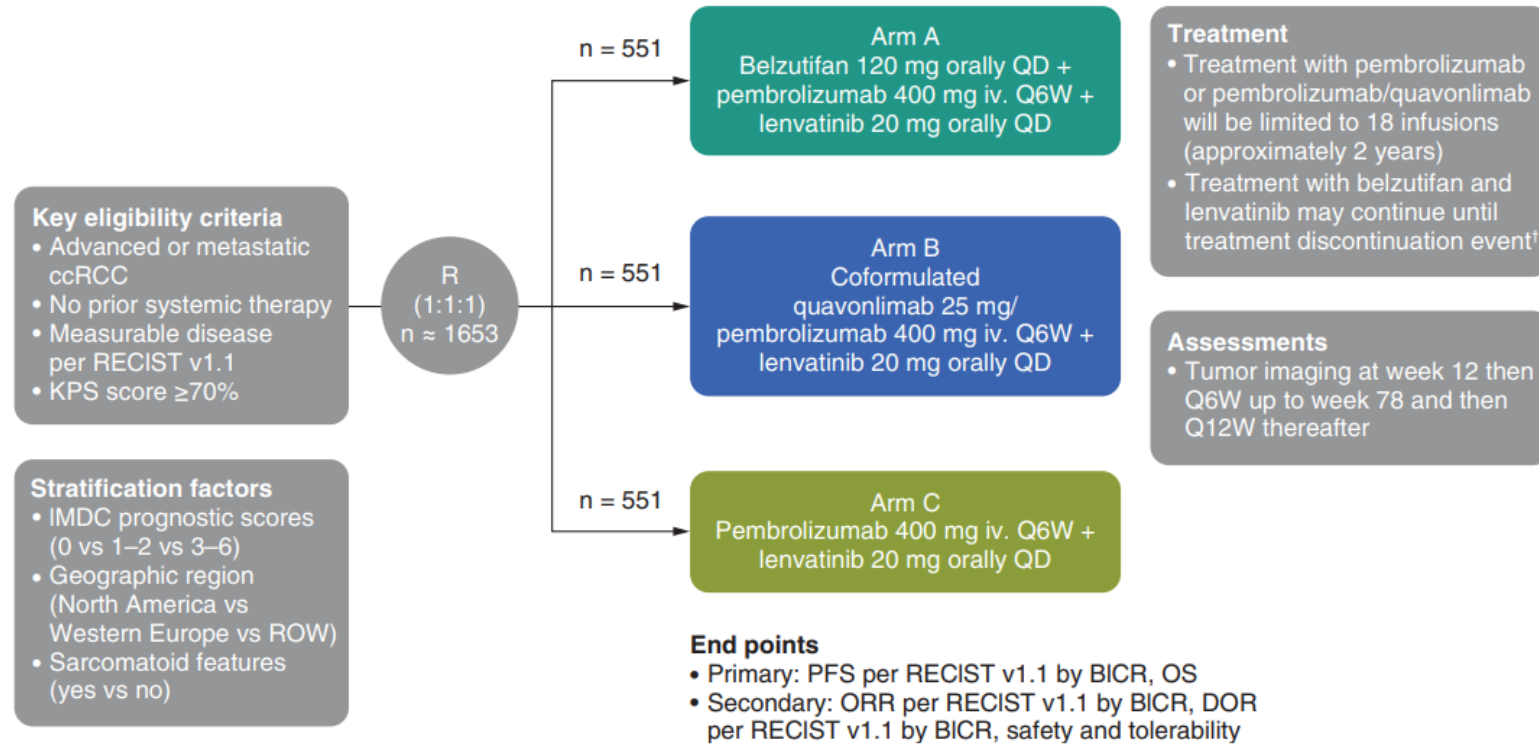 Key eligibility criteria
• Advanced or metastatic
ccRCC
• No prior systemic therapy
• Measurable disease
per RECIST v1.1
• KPS score ≥70%
Stratification factors
• IMDC prognostic scores
(0 vs 1–2 vs 3–6)
• Geographic region
(North America vs
Western Europe vs ROW)
• Sarcomatoid features
(yes vs no)
R
(1:1:1)
n ≈ 1653
n = 551
Arm A
Belzutifan 120 mg orally QD +
pembrolizumab 400 mg iv. Q6W +
lenvatinib 20 mg orally QD
n = 551
Arm B
Coformulated
quavonlimab 25 mg/
pembrolizumab 400 mg iv. Q6W +
lenvatinib 20 mg orally QD
n = 551
Arm C
Pembrolizumab 400 mg iv. Q6W +
lenvatinib 20 mg orally QD
End points
• Primary: PFS per RECIST v1.1 by BICR, OS
• Secondary: ORR per RECIST v1.1 by BICR, DOR
per RECIST v1.1 by BICR, safety and tolerability
Treatment
• Treatment with pembrolizumab
or pembrolizumab/quavonlimab
will be limited to 18 infusions
(approximately 2 years)
• Treatment with belzutifan and
lenvatinib may continue until
treatment discontinuation event†
Assessments
• Tumor imaging at week 12 then
Q6W up to week 78 and then
Q12W thereafter